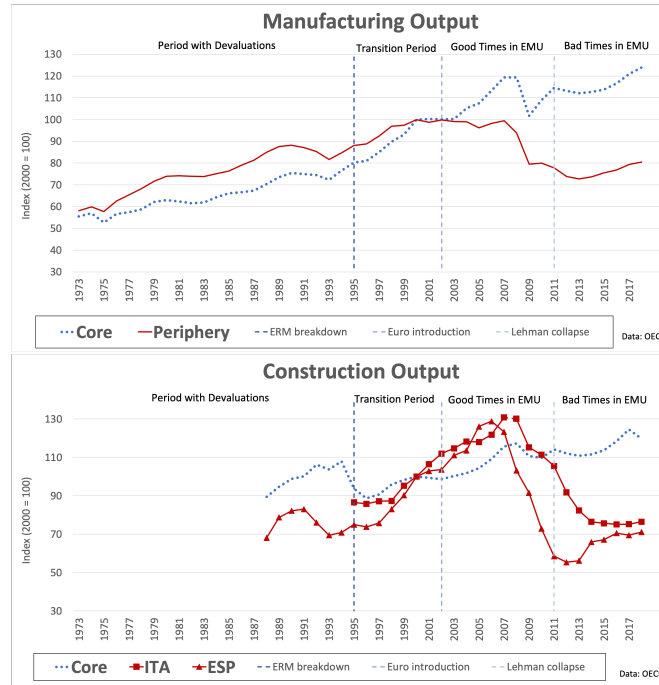 Manufacturing Output
Period with Devaluations Transition Period Good Times in EMU Bad Times in EMU
Index (2000 = 100)
130
120
110
100
90
80
70
60
50
40
30
1973 1975 1977 1979 1981 1983 1985 1987 1989 1991 1993 1995 1997 1999 2001 2003 2005 2007 2009 2011 2013 2015 2017
Core Periphery ERM breakdown Euro introduction Lehman collapse
Data: OEC
Construction Output
Period with Devaluations Transition Period Good Times in EMU Bad Times in EMU
Index (2000 = 100)
130
110
90
70
50
30
1973 1975 1977 1979 1981 1983 1985 1987 1989 1991 1993 1995 1997 1999 2001 2003 2005 2007 2009 2011 2013 2015 2017
Core ITA ESP ERM breakdown Euro introduction Lehman collapse
Data: OEC